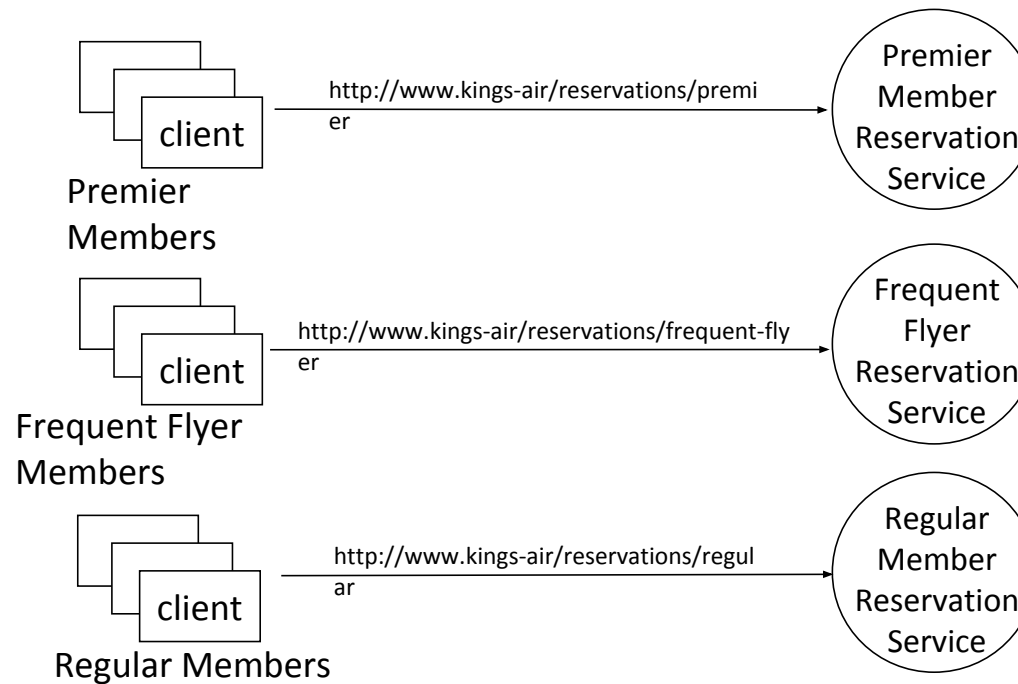 client
Premier
Members
http://www.kings-air/reservations/premi
er
Premier
Member
Reservation
Service
client
Frequent Flyer
Members
http://www.kings-air/reservations/frequent-fly
er
Frequent
Flyer
Reservation
Service
client
Regular Members
http://www.kings-air/reservations/regul
ar
Regular
Member
Reservation
Service